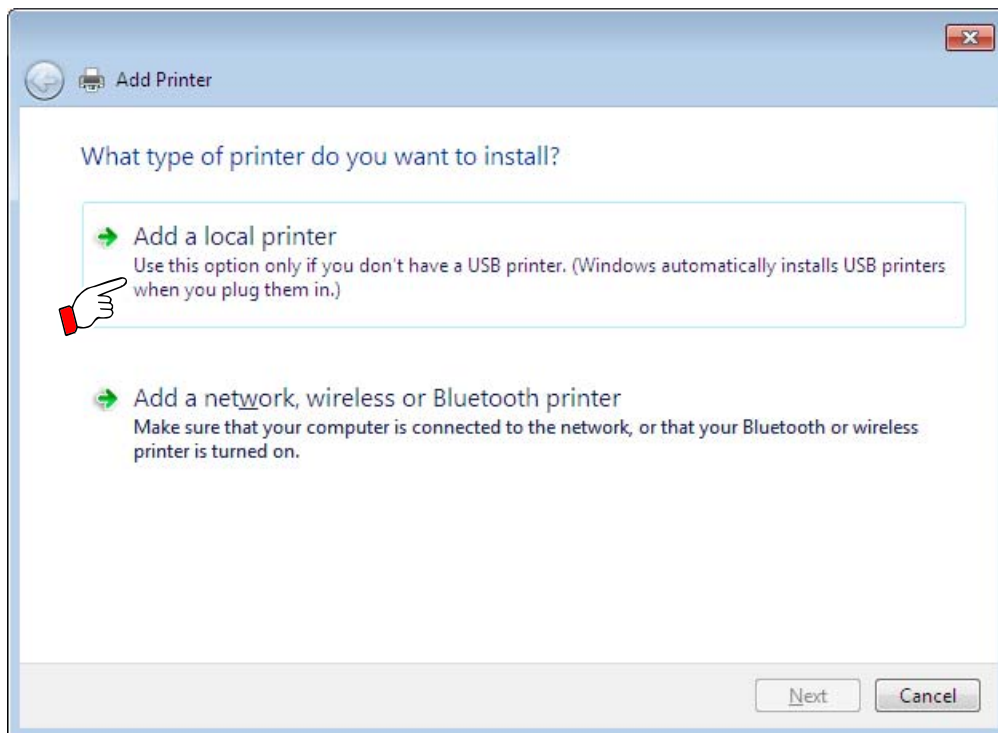 Add Printer
What type of printer do you want to install?
Add a local printer
Use this option only if you don't have a USB printer. (Windows automatically installs USB printers
when you plug them in.)
Add a network, wireless or Bluetooth printer
Make sure that your computer is connected to the network, or that your Bluetooth or wireless
printer is turned on.
Next Cancel